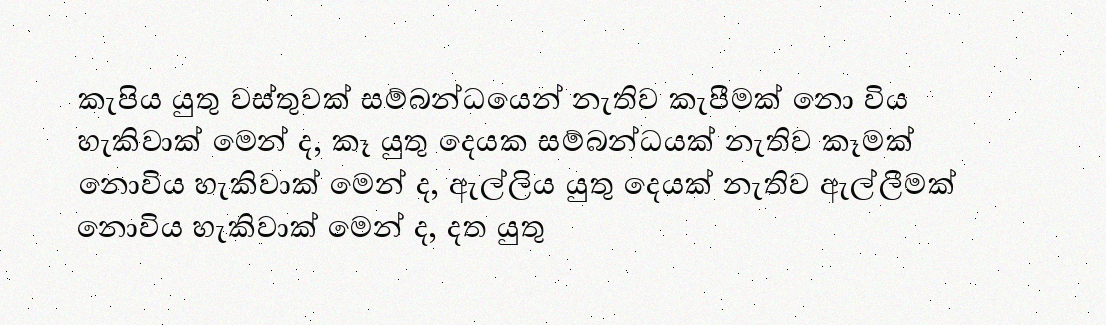 කැපිය යුතු වස්තුවක් සම්බන්ධයෙන් නැතිව කැපීමක් නො විය
හැකිවාක් මෙන් ද, කෑ යුතු දෙයක සම්බන්ධයක් නැතිව කෑමක්
නොවිය හැකිවාක් මෙන් ද, ඇල්ලිය යුතු දෙයක් නැතිව ඇල්ලීමක්
නොවිය හැකිවාක් මෙන් ද, දත යුතු